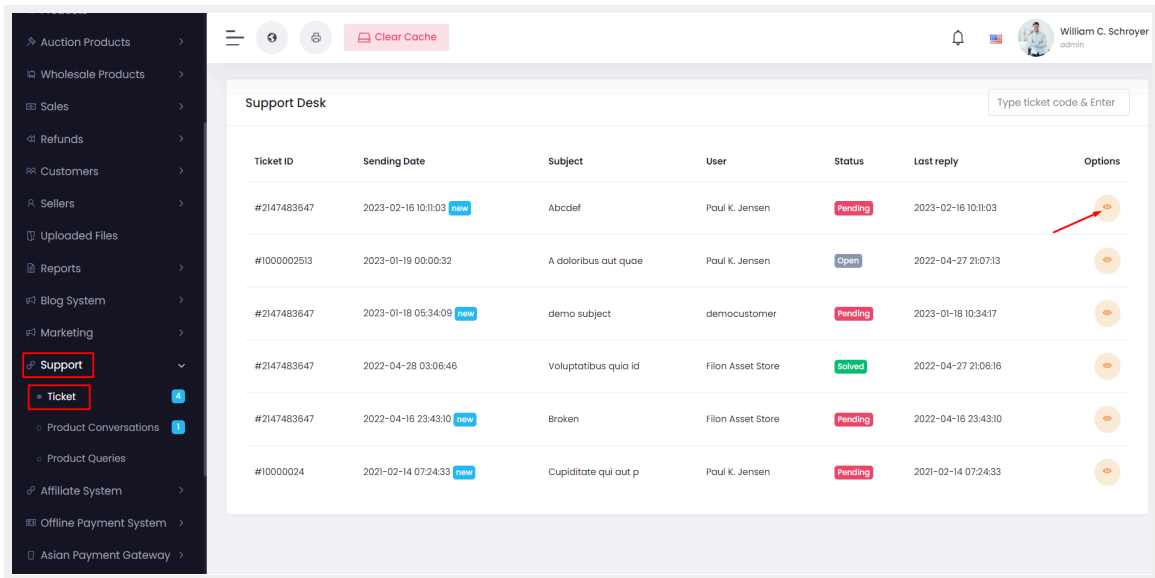 Auction Products
Wholesale Products
Sales
Refunds
Customers
Sellers
Uploaded Files
Reports
Blog System
Marketing
Support
Ticket 4
Product Conversations 1
Product Queries
Affiliate System
Offline Payment System
Asian Payment Gateway
Clear Cache
William C. Schroyer
admin
Support Desk
Type ticket code & Enter
Ticket ID Sending Date Subject User Status Last reply Options
#2147483647 2023-02-16 10:11:03 new Abcdef Paul K. Jensen Pending 2023-02-16 10:11:03
#1000002513 2023-01-19 00:00:32 A doloribus aut quae Paul K. Jensen Open 2022-04-27 21:07:13
#2147483647 2023-01-18 05:34:09 new demo subject democustomer Pending 2023-01-18 10:34:17
#2147483647 2022-04-28 03:06:46 Voluptatibus quia id Filon Asset Store Solved 2022-04-27 21:06:16
#2147483647 2022-04-16 23:43:10 new Broken Filon Asset Store Pending 2022-04-16 23:43:10
#10000024 2021-02-14 07:24:33 new Cupiditate qui aut p Paul K. Jensen Pending 2021-02-14 07:24:33